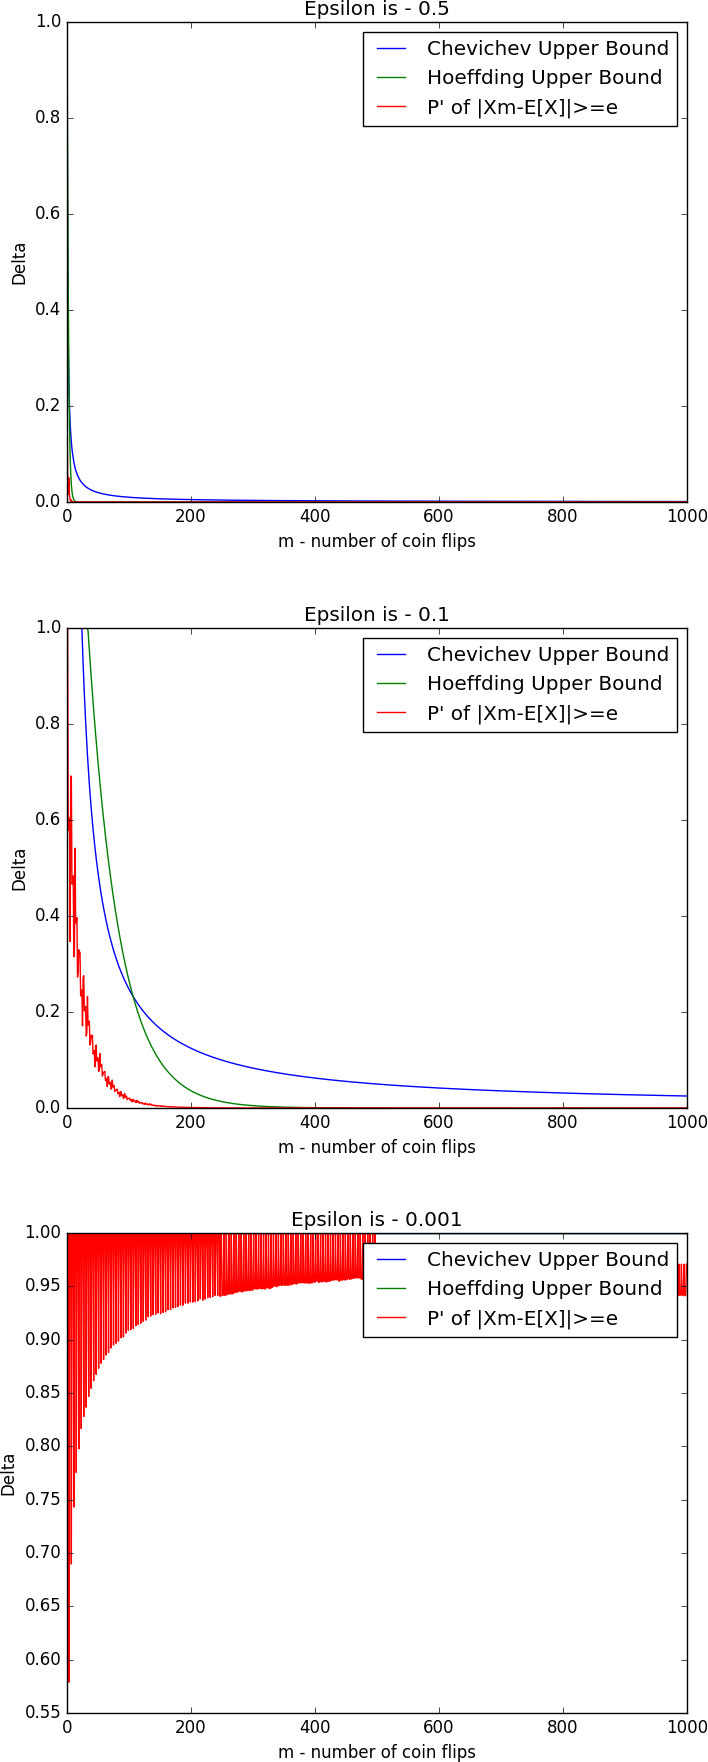 Epsilon is - 0.5
1.0
Chevichev Upper Bound
Hoeffding Upper Bound
P' of |Xm-E[X]|>=e
0.8
0.6
Delta
0.4
0.2
0.0
0 200 400 600 800 1000
m - number of coin flips
Epsilon is - 0.1
1.0
Chevichev Upper Bound
Hoeffding Upper Bound
P' of |Xm-E[X]|>=e
0.8
0.6
Delta
0.4
0.2
0.0
0 200 400 600 800 1000
m - number of coin flips
Epsilon is - 0.001
1.00
Chevichev Upper Bound
Hoeffding Upper Bound
P' of |Xm-E[X]|>=e
0.95
0.90
0.85
0.80
Delta
0.75
0.70
0.65
0.60
0.55
0 200 400 600 800 1000
m - number of coin flips